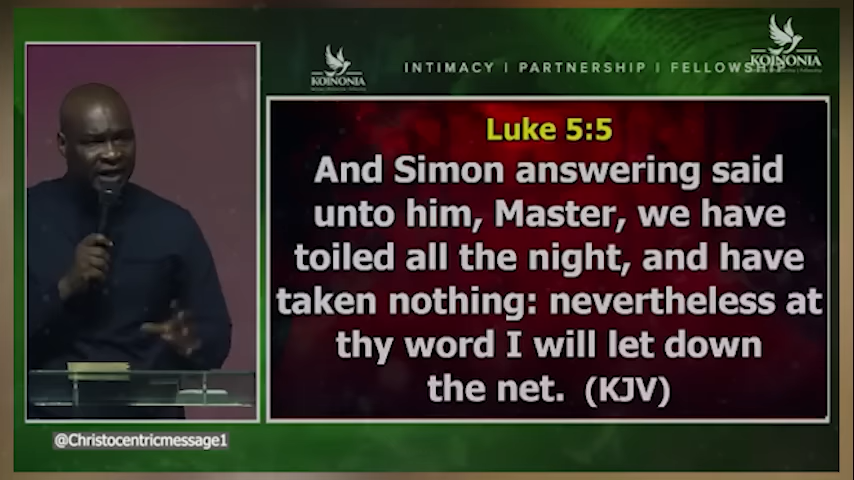 KOINONIA
INTIMACY | PARTNERSHIP | FELLOWSHIP
KOINONIA
Luke 5:5
And Simon answering said
unto him, Master, we have
toiled all the night, and have
taken nothing: nevertheless at
thy word I will let down
the net. (KJV)
@Christocentricmessage1